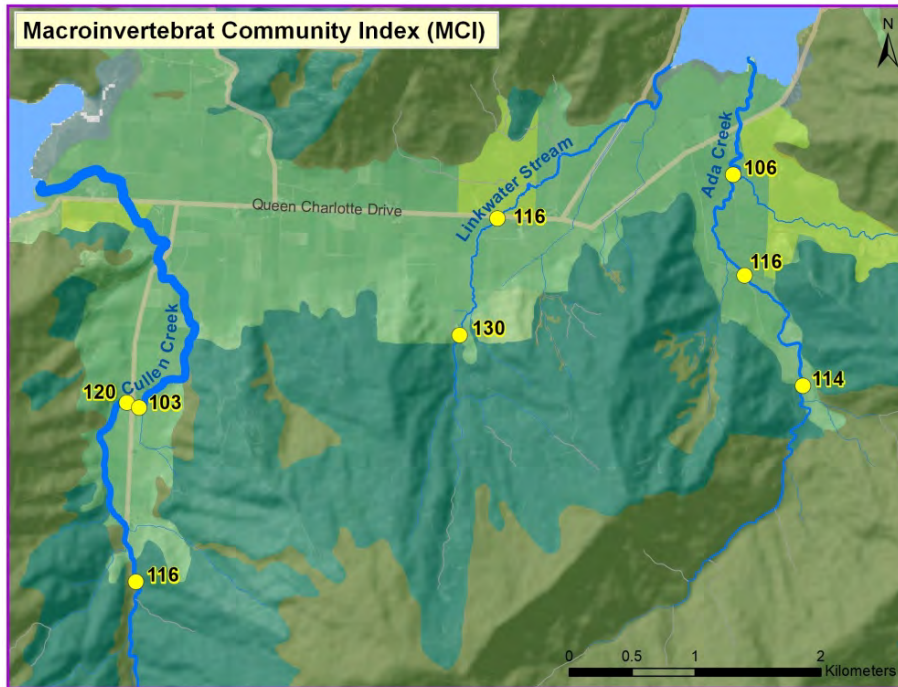 Macroinvertebrat Community Index (MCI)
N
Ada Creek
Linkwater Stream
106
Queen Charlotte Drive
116
116
130
Cullen Creek
114
120
103
116
0 0.5 1 2
Kilometers